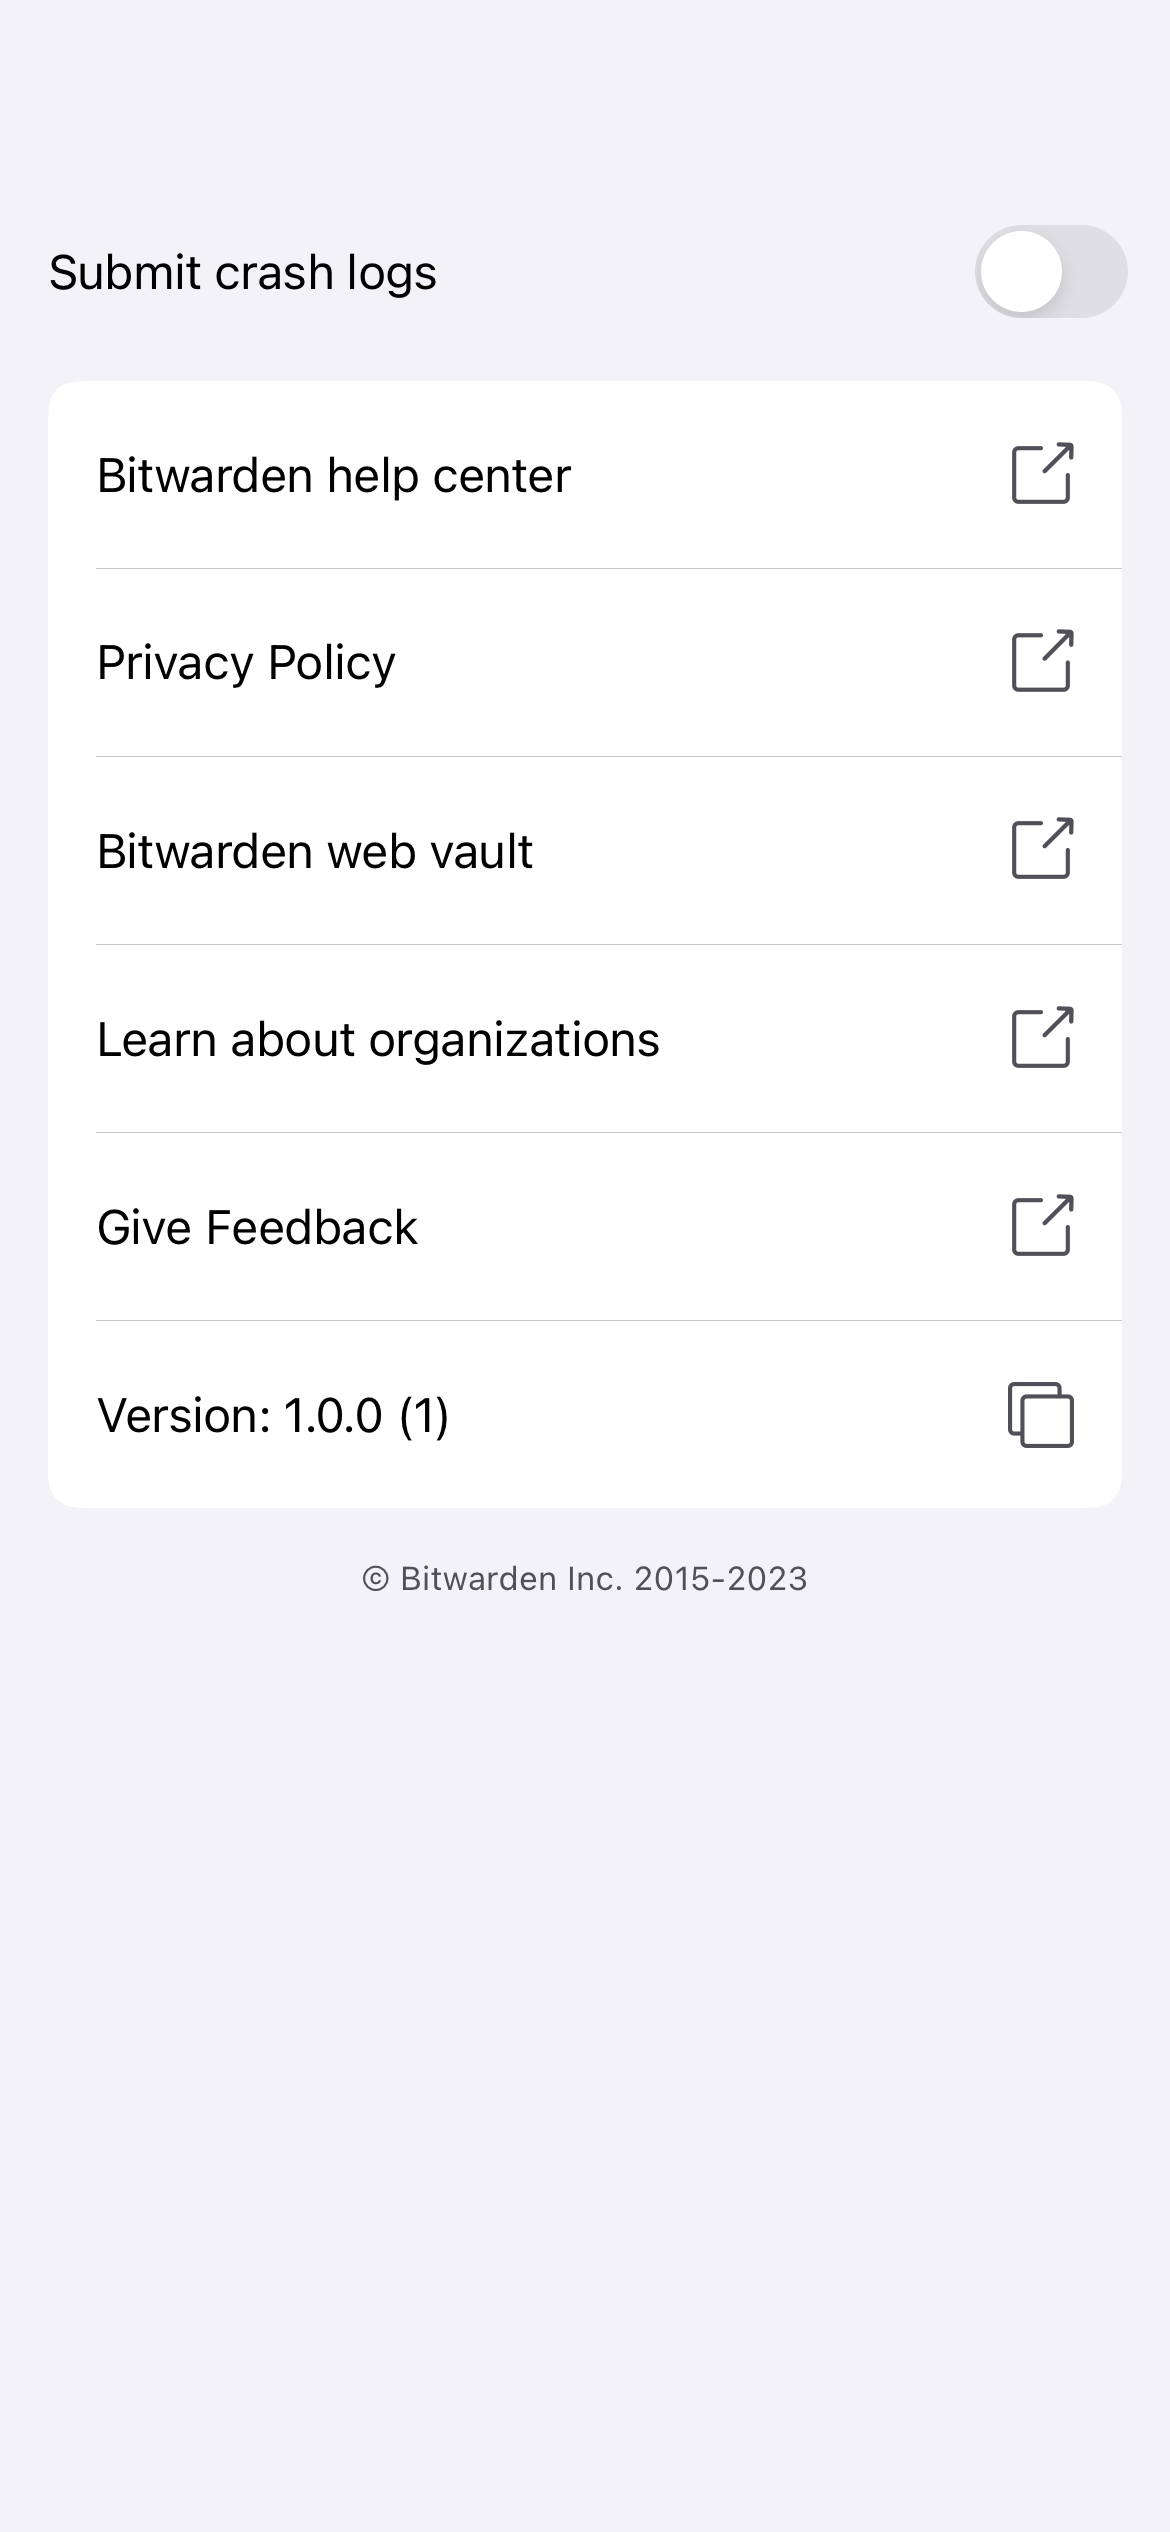 Submit crash logs
Bitwarden help center
Privacy Policy
Bitwarden web vault
Learn about organizations
Give Feedback
Version: 1.0.0 (1)
© Bitwarden Inc. 2015-2023